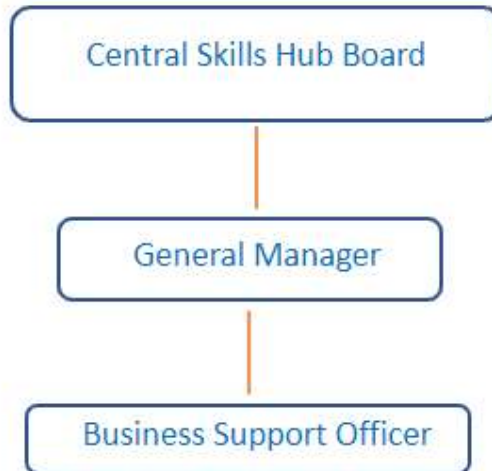 Central Skills Hub Board
General Manager
Business Support Officer